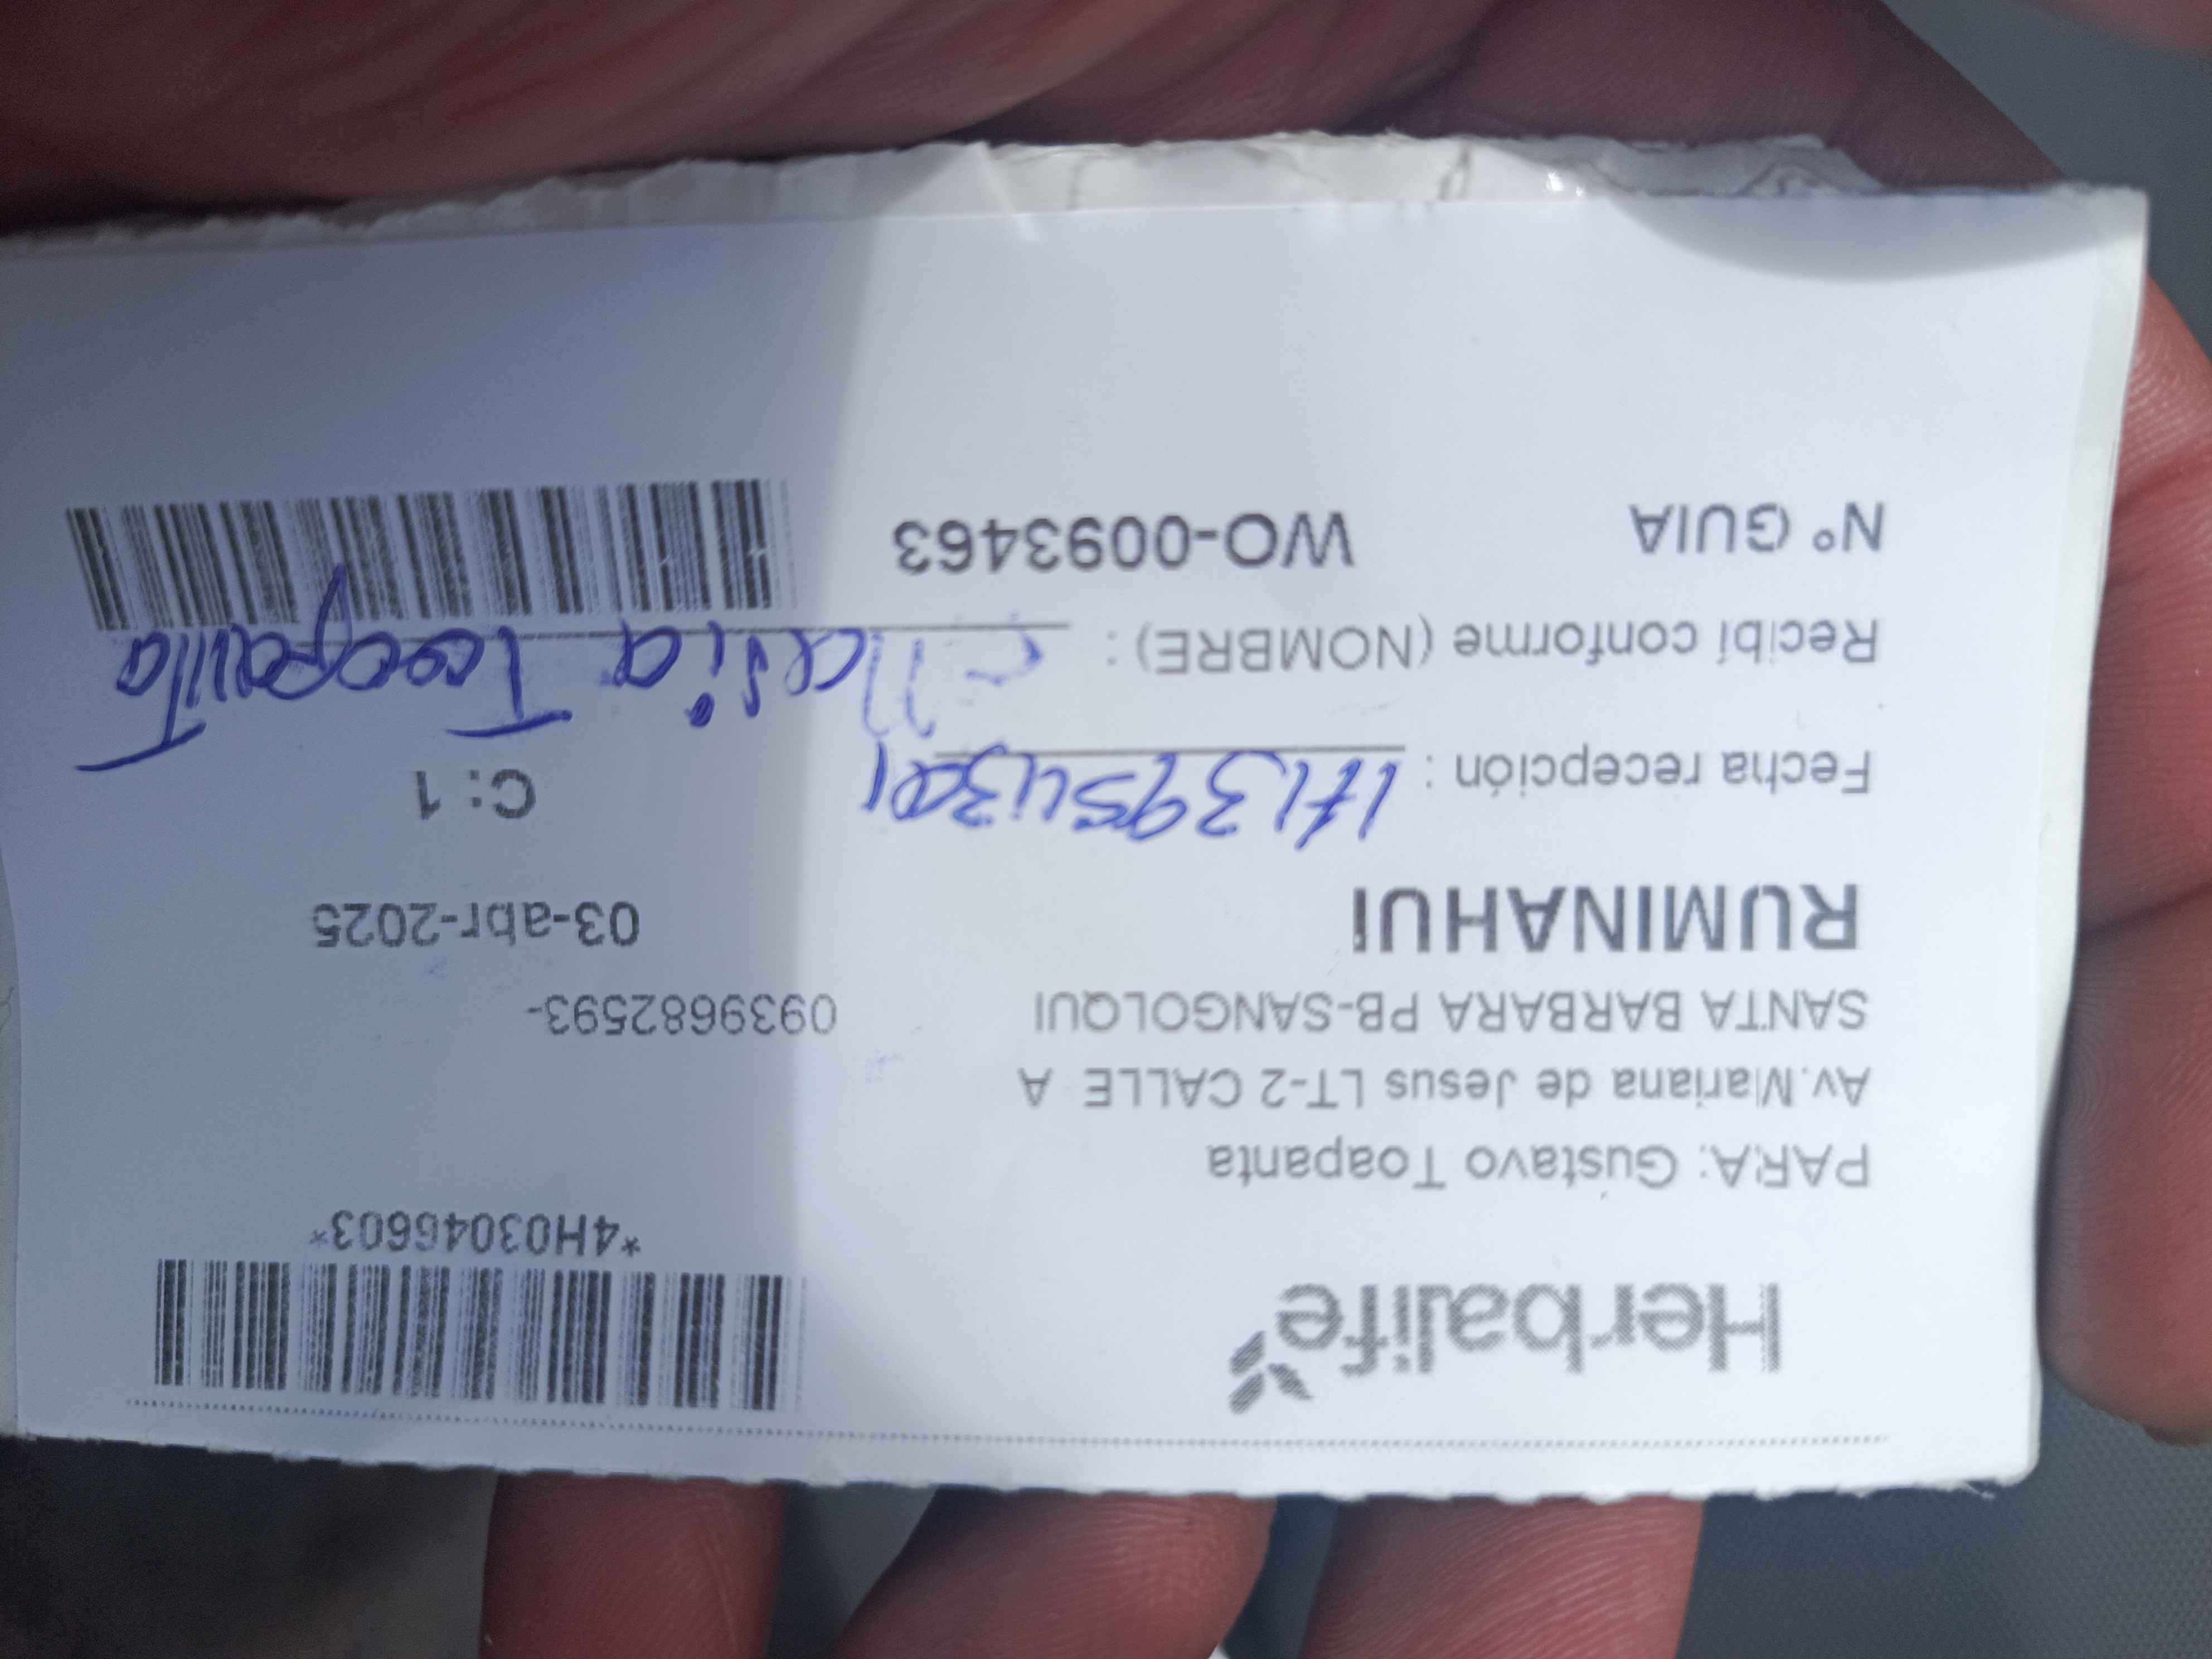 Herbalife
*4H03046603*
PARA: Gustavo Toapanta
Av.Mariana de Jesus LT-2 CALLE A
SANTA BARBARA PB-SANGOLQUI 0939682593-
RUMINAHUI 03-abr-2025
Fecha recepción : C: 1
Recibí conforme (NOMBRE) : Toapanta
N° GUIA WO-0093463